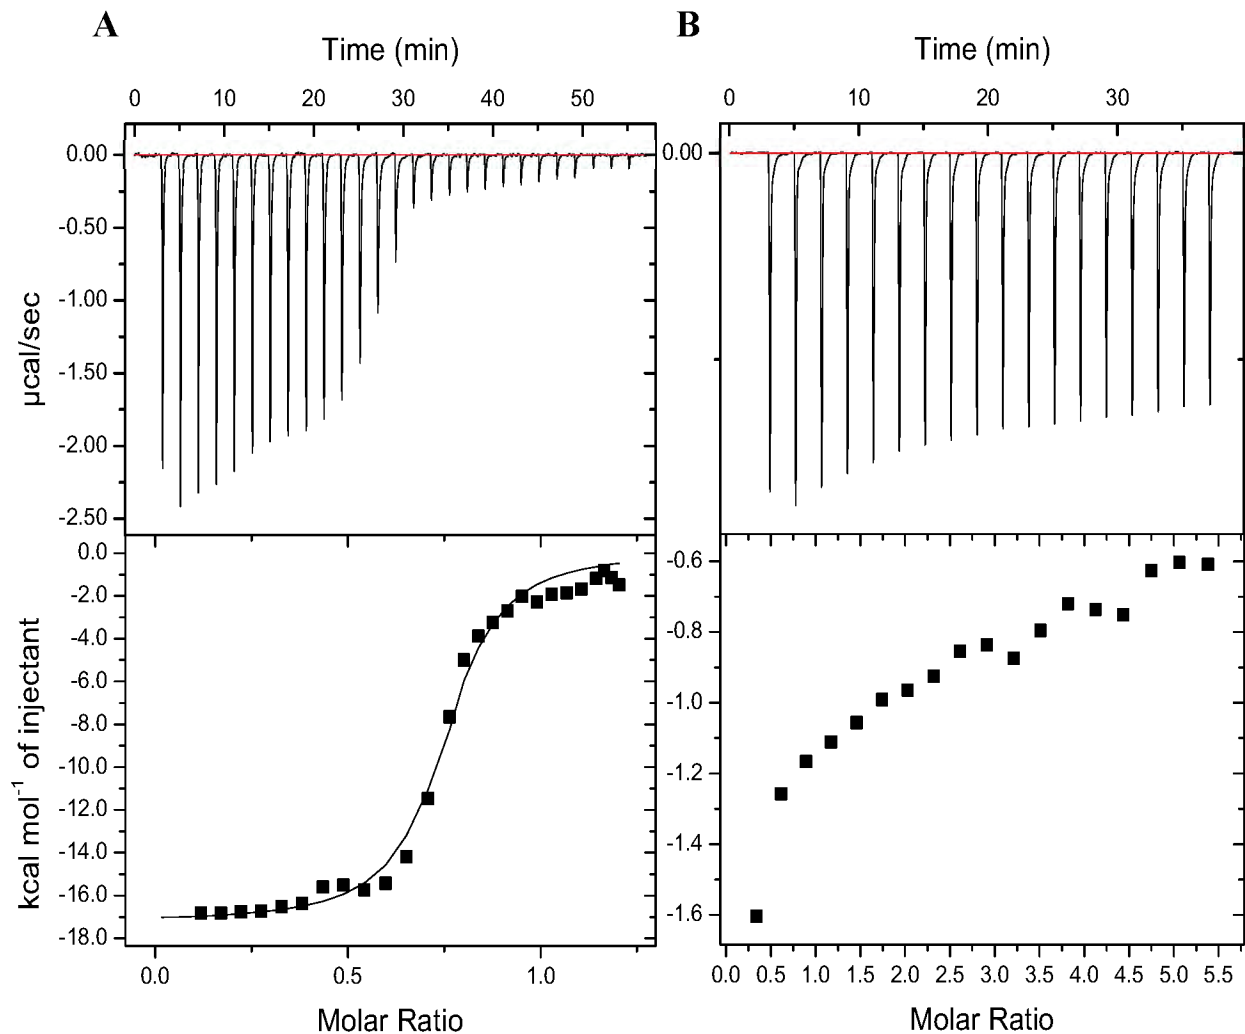 A
B
Time (min)
Time (min)
0 10 20 30 40 50
0 10 20 30
0.00
-0.50
-1.00
-1.50
-2.00
-2.50
0.00
µcal/sec
0.0
-2.0
-4.0
-6.0
-8.0
-10.0
-12.0
-14.0
-16.0
-18.0
-0.6
-0.8
-1.0
-1.2
-1.4
-1.6
kcal mol⁻¹ of injectant
0.0 0.5 1.0
0.0 0.5 1.0 1.5 2.0 2.5 3.0 3.5 4.0 4.5 5.0 5.5
Molar Ratio
Molar Ratio